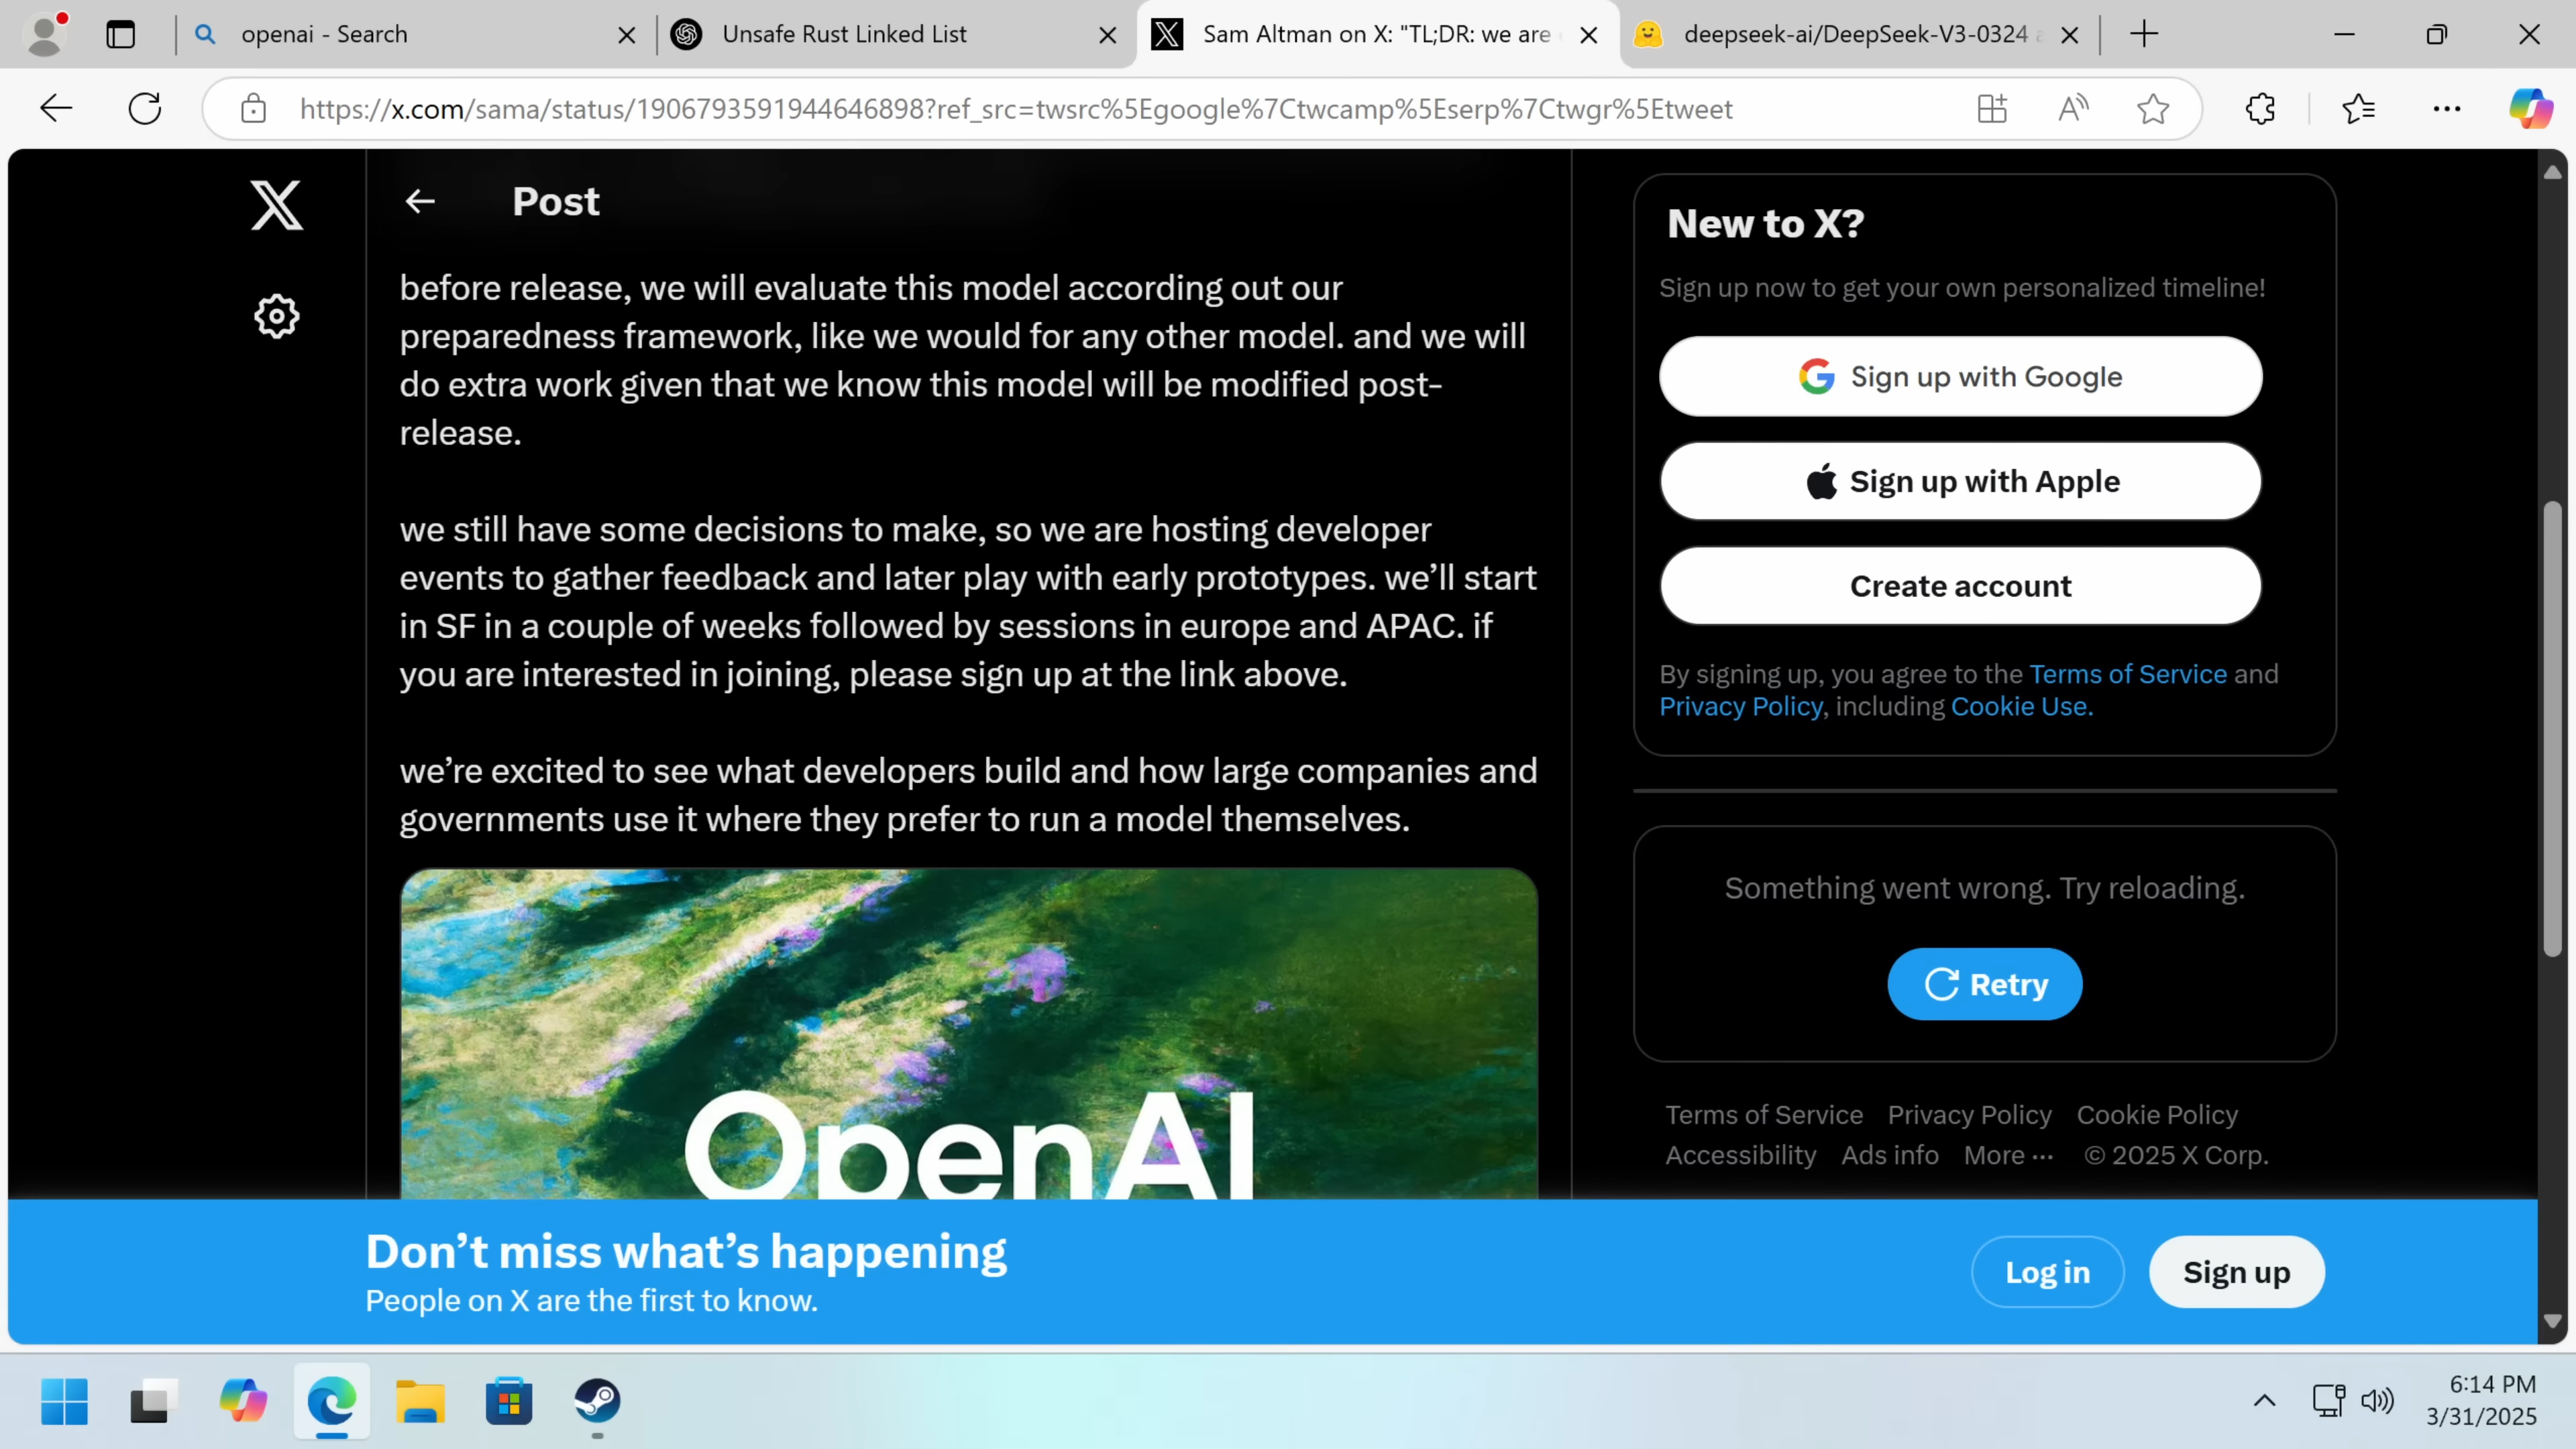 openai - Search
Unsafe Rust Linked List
Sam Altman on X: "TL;DR: we are
deepseek-ai/DeepSeek-V3-0324
https://x.com/sama/status/1906793591944646898?ref_src=twsrc%5Egoogle%7Ctwcamp%5Eserp%7Ctwgr%5Etweet
Post
before release, we will evaluate this model according out our
preparedness framework, like we would for any other model. and we will
do extra work given that we know this model will be modified post-
release.
we still have some decisions to make, so we are hosting developer
events to gather feedback and later play with early prototypes. we’ll start
in SF in a couple of weeks followed by sessions in europe and APAC. if
you are interested in joining, please sign up at the link above.
we’re excited to see what developers build and how large companies and
governments use it where they prefer to run a model themselves.
OpenAI
New to X?
Sign up now to get your own personalized timeline!
Sign up with Google
Sign up with Apple
Create account
By signing up, you agree to the Terms of Service and
Privacy Policy, including Cookie Use.
Something went wrong. Try reloading.
Retry
Terms of Service Privacy Policy Cookie Policy
Accessibility Ads info More ··· © 2025 X Corp.
Don’t miss what’s happening
People on X are the first to know.
Log in
Sign up
6:14 PM
3/31/2025